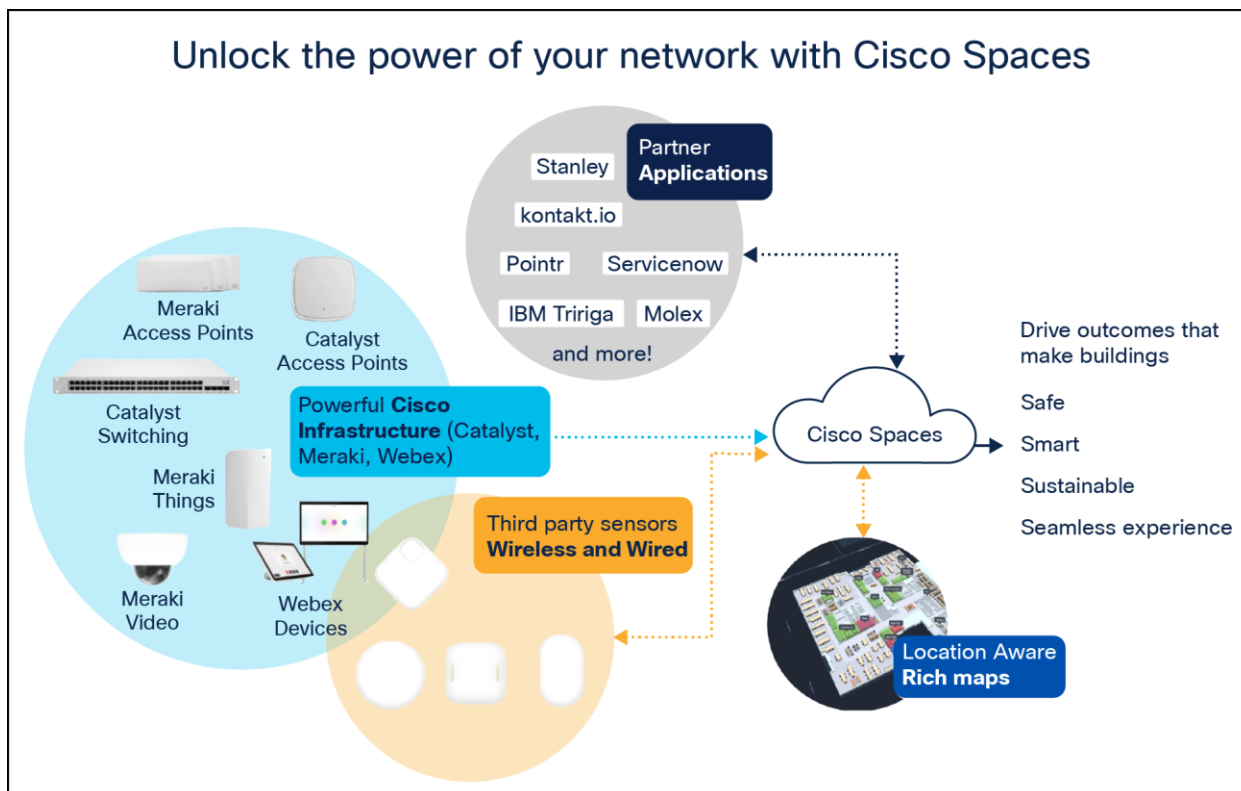 Unlock the power of your network with Cisco Spaces
Partner
Applications
Stanley
kontakt.io
Pointr
Servicenow
IBM Tririga
Molex
and more!
Meraki
Access Points
Catalyst
Access Points
Catalyst
Switching
Powerful Cisco
Infrastructure (Catalyst,
Meraki, Webex)
Meraki
Things
Meraki
Video
Webex
Devices
Third party sensors
Wireless and Wired
Cisco Spaces
Location Aware
Rich maps
Drive outcomes that
make buildings
Safe
Smart
Sustainable
Seamless experience